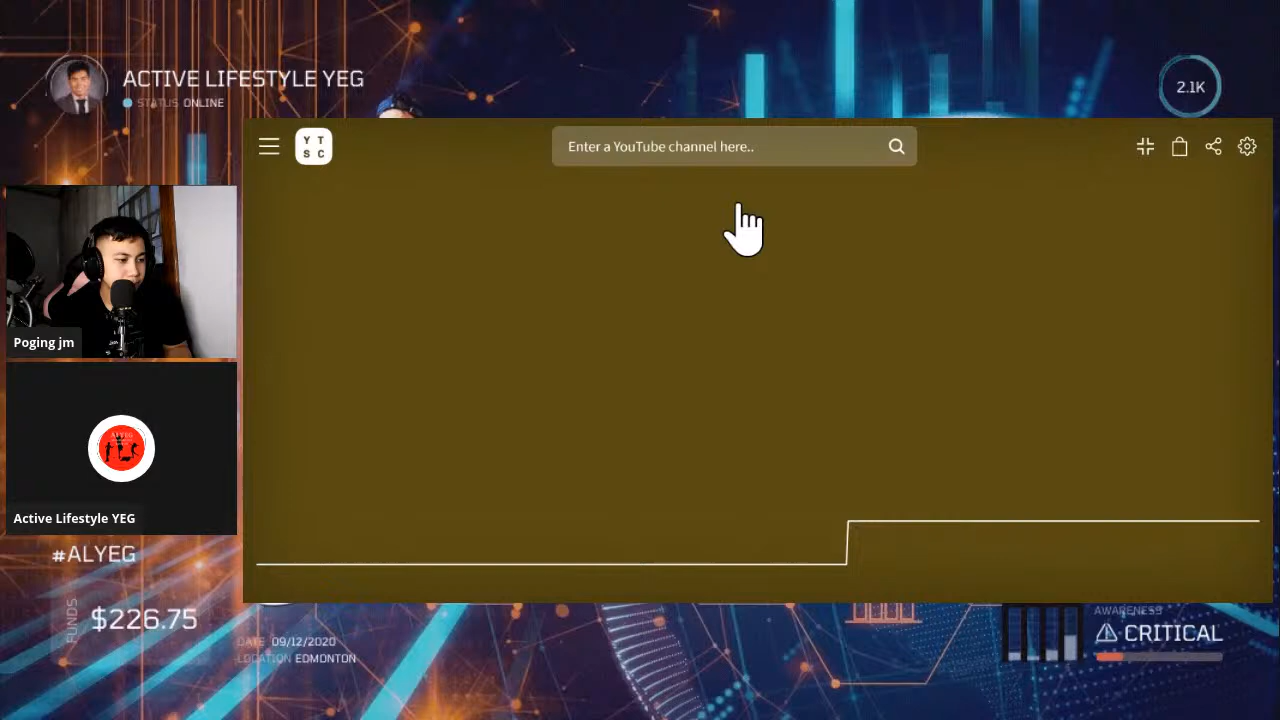 ACTIVE LIFESTYLE YEG
STATUS ONLINE
2.1K
Y T
S C
Enter a YouTube channel here..
Poging jm
ALYEG
Active Lifestyle YEG
#ALYEG
FUNDS
$226.75
DATE 09/12/2020
LOCATION EDMONTON
AWARENESS
CRITICAL